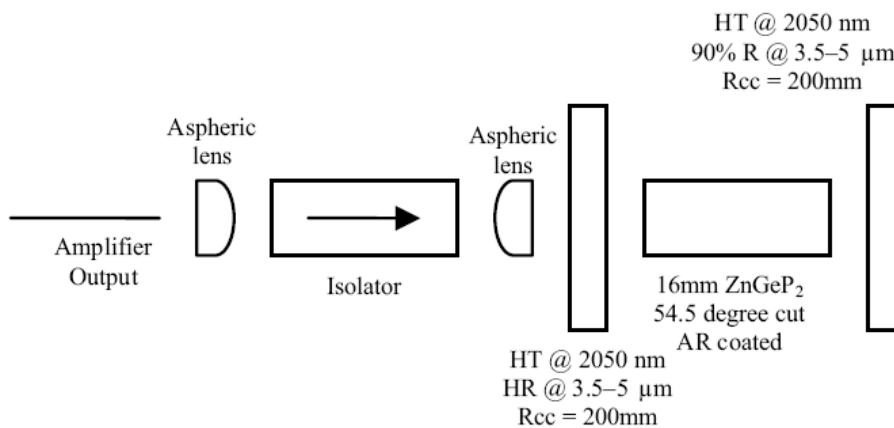 HT @ 2050 nm
90% R @ 3.5–5 µm
Rcc = 200mm
Aspheric
lens
Aspheric
lens
Amplifier
Output
Isolator
16mm ZnGeP₂
54.5 degree cut
AR coated
HT @ 2050 nm
HR @ 3.5–5 µm
Rcc = 200mm